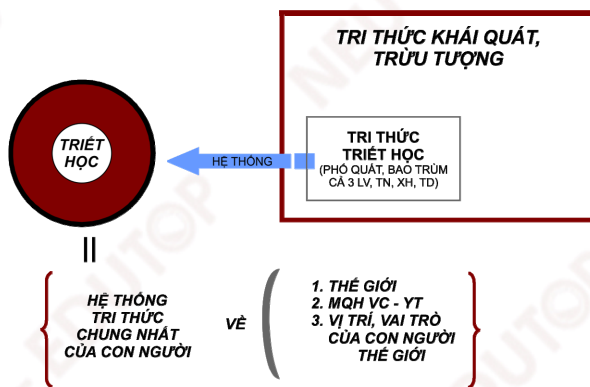 TRI THỨC KHÁI QUÁT,
TRỪU TƯỢNG
TRIẾT
HỌC
HỆ THỐNG
TRI THỨC
TRIẾT HỌC
(PHỔ QUÁT, BAO TRÙM
CẢ 3 LV, TN, XH, TD)
HỆ THỐNG
TRI THỨC
CHUNG NHẤT
CỦA CON NGƯỜI
VỀ
1. THẾ GIỚI
2. MQH VC - YT
3. VỊ TRÍ, VAI TRÒ
CỦA CON NGƯỜI
THẾ GIỚI
EDUTOP